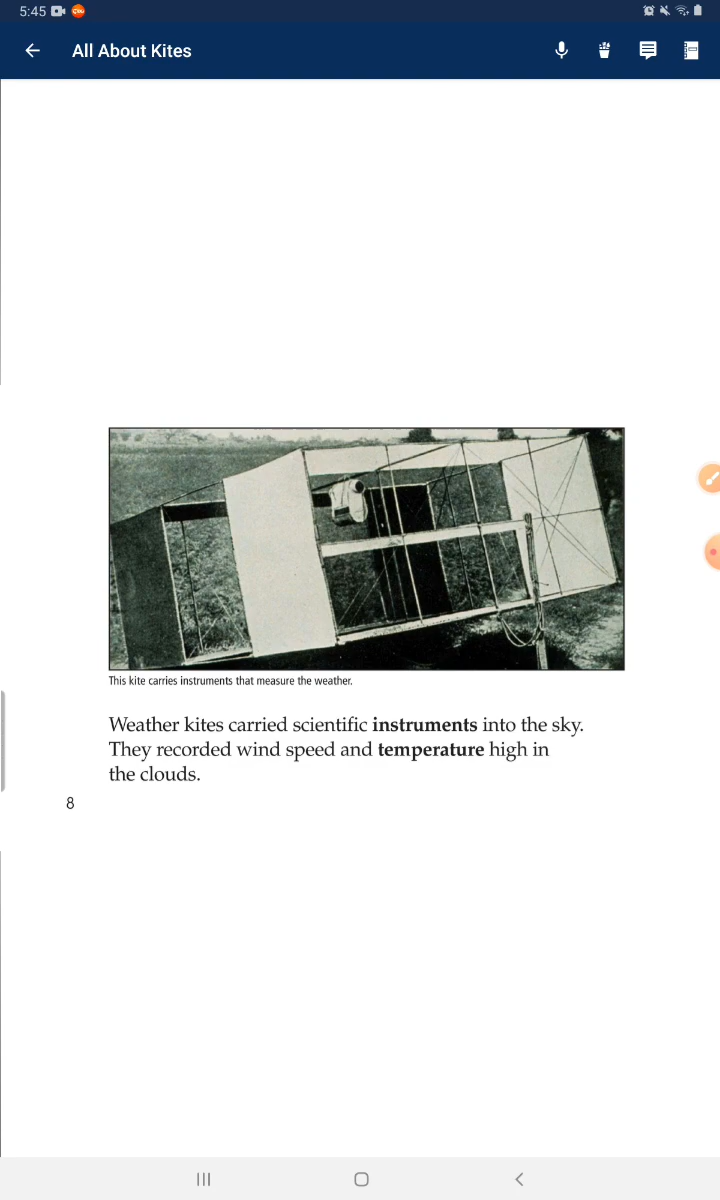 5:45
All About Kites
This kite carries instruments that measure the weather.
Weather kites carried scientific instruments into the sky.
They recorded wind speed and temperature high in
the clouds.
8